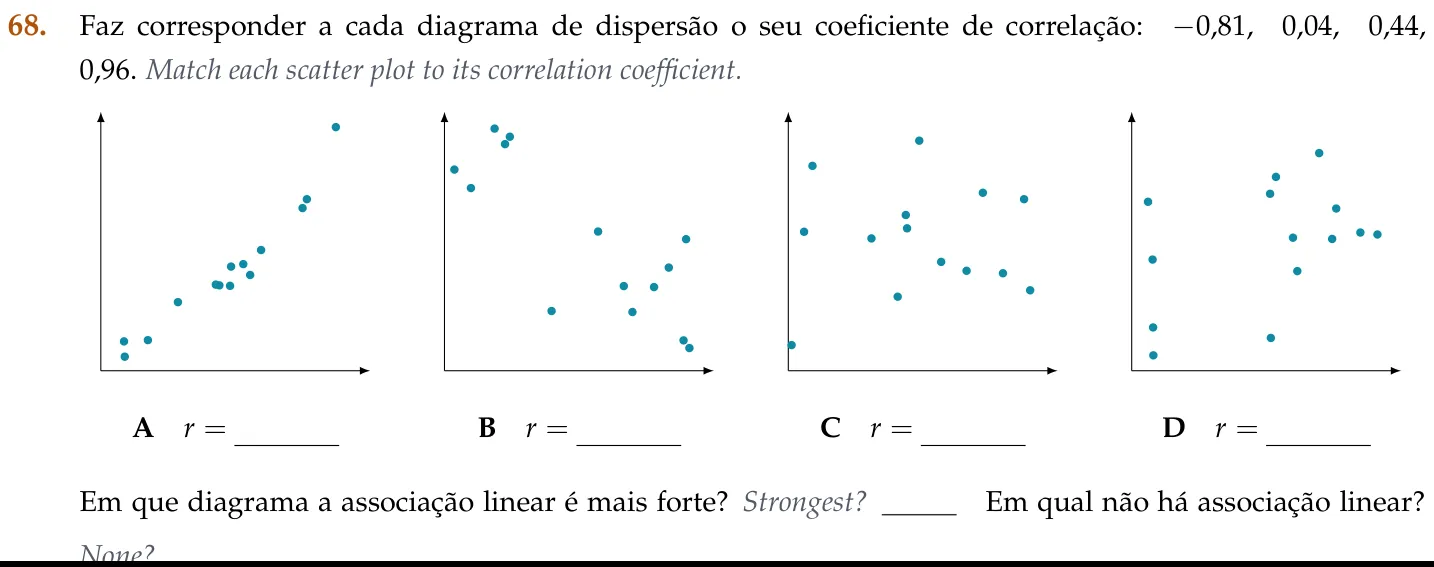 68. Faz corresponder a cada diagrama de dispersão o seu coeficiente de correlação: −0,81, 0,04, 0,44,
0,96. Match each scatter plot to its correlation coefficient.
A r = ______ B r = ______ C r = ______ D r = ______
Em que diagrama a associação linear é mais forte? Strongest? ______ Em qual não há associação linear?
None?